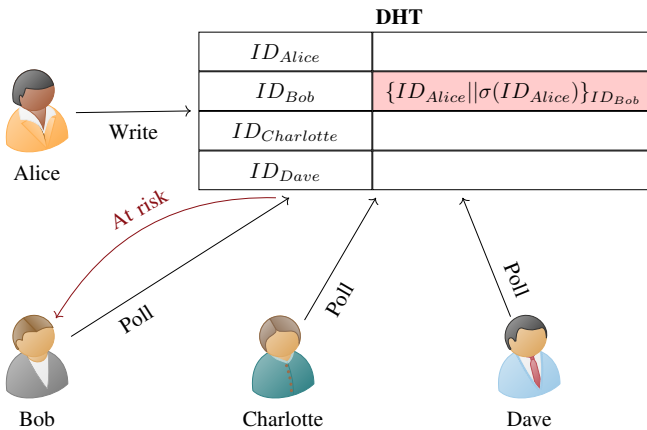 DHT
ID_Alice
ID_Bob {ID_Alice||σ(ID_Alice)}_ID_Bob
ID_Charlotte
ID_Dave
Write
Alice
At risk
Poll
Poll
Poll
Bob
Charlotte
Dave